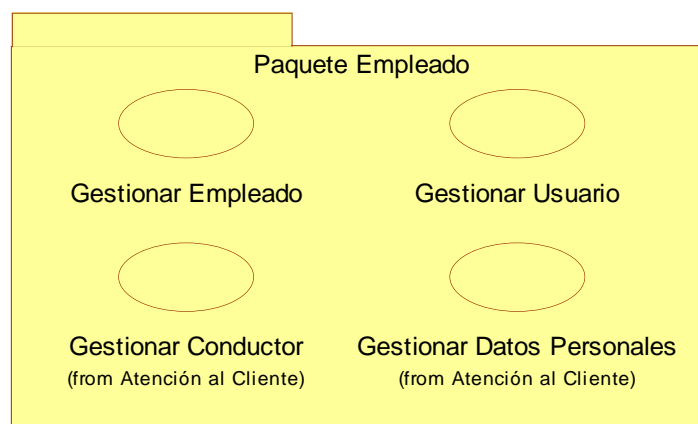 Paquete Empleado
Gestionar Empleado
Gestionar Usuario
Gestionar Conductor
(from Atención al Cliente)
Gestionar Datos Personales
(from Atención al Cliente)